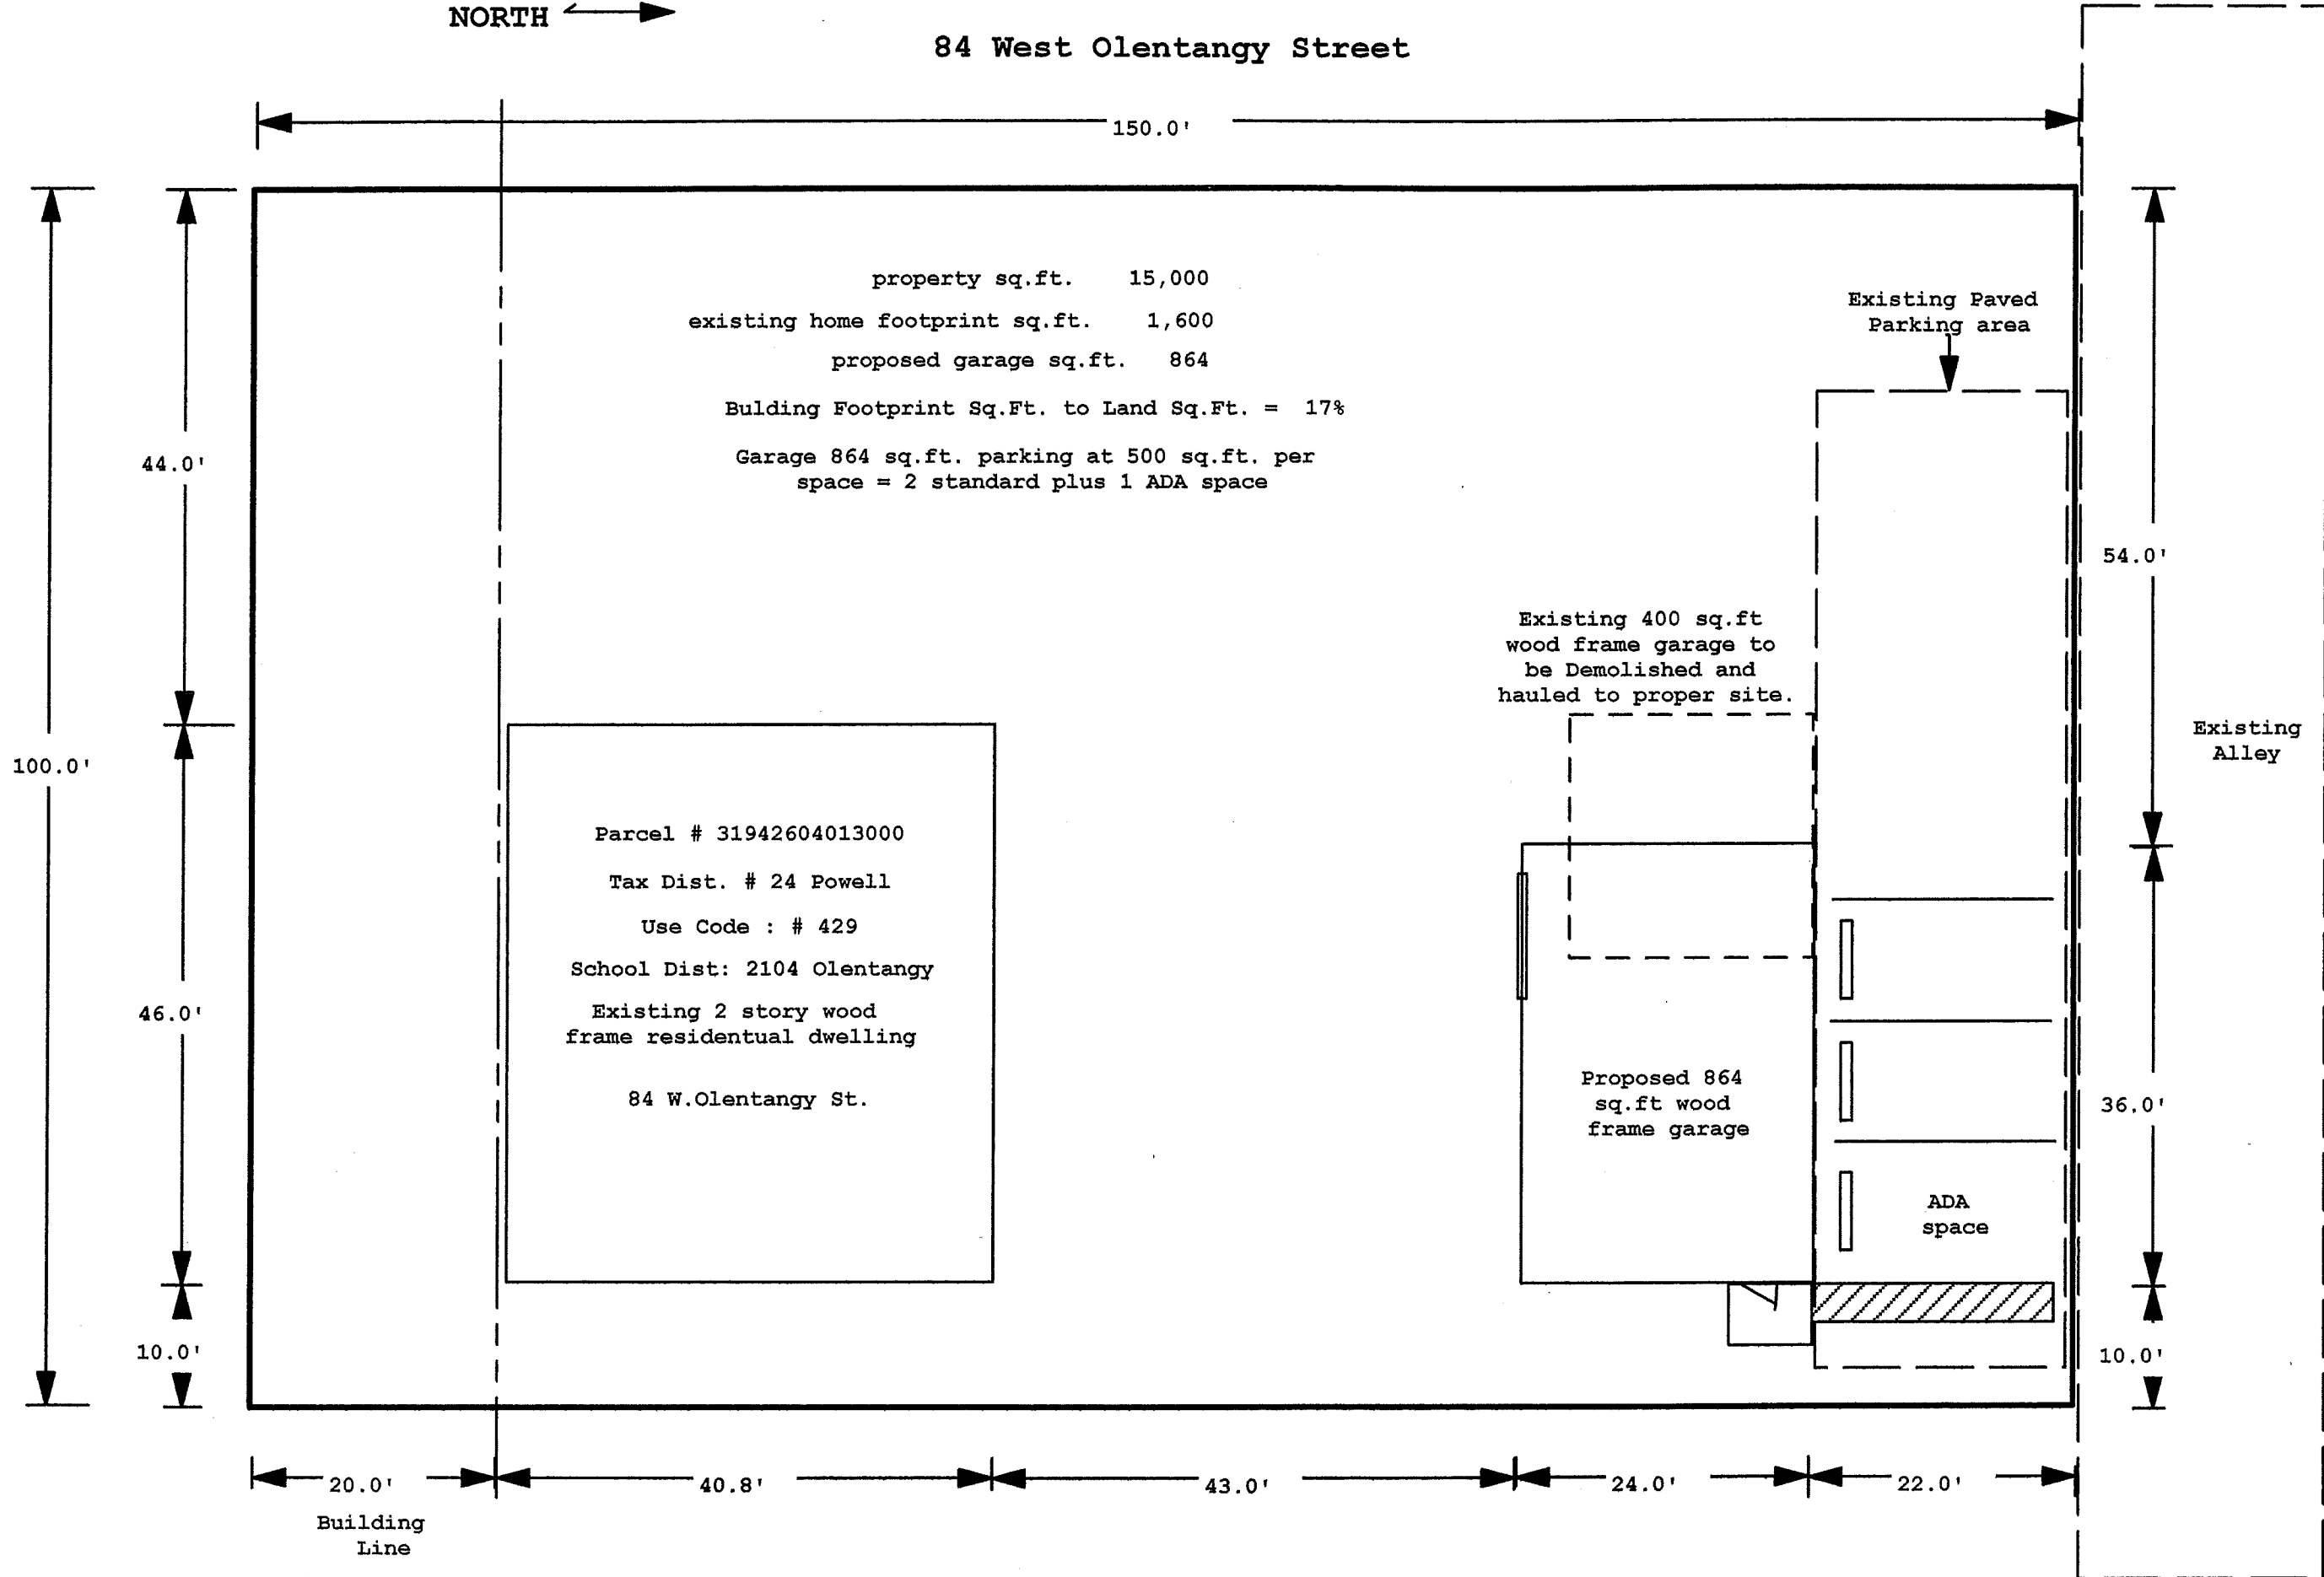 NORTH
84 West Olentangy Street
150.0'
property sq.ft. 15,000
existing home footprint sq.ft. 1,600
proposed garage sq.ft. 864
Bulding Footprint Sq.Ft. to Land Sq.Ft. = 17%
Garage 864 sq.ft. parking at 500 sq.ft. per
space = 2 standard plus 1 ADA space
Existing Paved
Parking area
44.0'
54.0'
Existing 400 sq.ft
wood frame garage to
be Demolished and
hauled to proper site.
100.0'
Existing
Alley
Parcel # 31942604013000
Tax Dist. # 24 Powell
Use Code : # 429
School Dist: 2104 Olentangy
Existing 2 story wood
frame residentual dwelling
84 W.Olentangy St.
46.0'
Proposed 864
sq.ft wood
frame garage
36.0'
ADA
space
10.0'
10.0'
20.0'
40.8'
43.0'
24.0'
22.0'
Building
Line